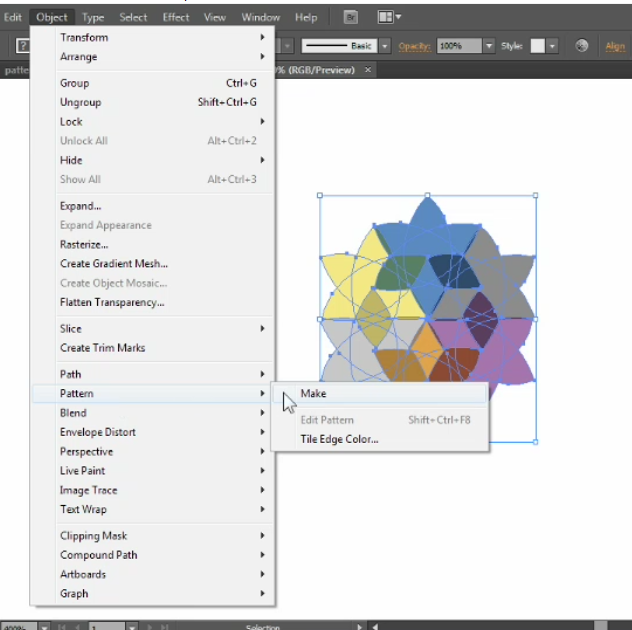 Edit Object Type Select Effect View Window Help Br
? Basic Opacity: 100% Style: Align
patte % (RGB/Preview) ×
Transform
Arrange
Group Ctrl+G
Ungroup Shift+Ctrl+G
Lock
Unlock All Alt+Ctrl+2
Hide
Show All Alt+Ctrl+3
Expand...
Expand Appearance
Rasterize...
Create Gradient Mesh...
Create Object Mosaic...
Flatten Transparency...
Slice
Create Trim Marks
Path
Pattern
Make
Blend
Edit Pattern Shift+Ctrl+F8
Envelope Distort
Tile Edge Color...
Perspective
Live Paint
Image Trace
Text Wrap
Clipping Mask
Compound Path
Artboards
Graph
400% 1 Selection